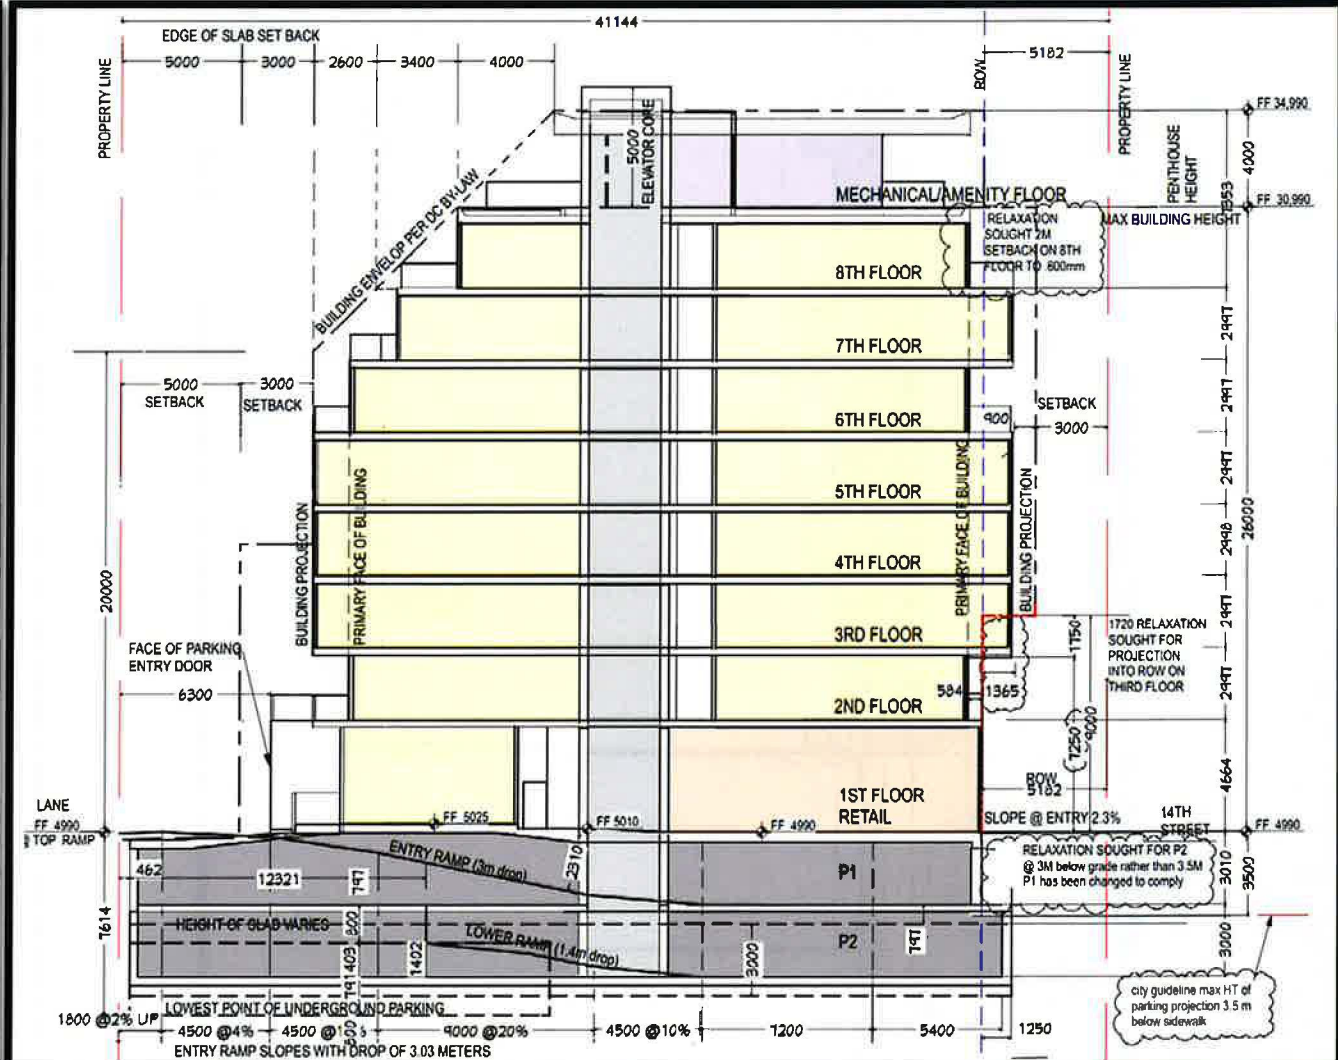 41144
EDGE OF SLAB SET BACK
5000 3000 2600 3400 4000
5182
PROPERTY LINE
ROW
PROPERTY LINE
FF 34,990
5000
ELEVATOR CORE
PENTHOUSE
HEIGHT
4000
BUILDING ENVELOP PER DC BY-LAW
MECHANICAL/AMENITY FLOOR
FF 30,990
MAX BUILDING HEIGHT
RELAXATION
SOUGHT 2M
SETBACK ON 8TH
FLOOR TO 600mm
8TH FLOOR
2997
7TH FLOOR
5000 3000
SETBACK SETBACK
2997
6TH FLOOR
900
SETBACK
3000
2997
5TH FLOOR
BUILDING PROJECTION
PRIMARY FACE OF BUILDING
PRIMARY FACE OF BUILDING
BUILDING PROJECTION
2998
26000
4TH FLOOR
20000
3RD FLOOR
1750
1720 RELAXATION
SOUGHT FOR
PROJECTION
INTO ROW ON
THIRD FLOOR
FACE OF PARKING
ENTRY DOOR
6300
584 1365
2997
2ND FLOOR
7250
9000
4664
1ST FLOOR
RETAIL
ROW
5182
LANE
FF 4990
TOP RAMP
FF 5025
FF 5010
FF 4990
SLOPE @ ENTRY 2.3%
14TH
STREET
FF 4990
ENTRY RAMP (3m drop)
2310
462
12321
797
P1
RELAXATION SOUGHT FOR P2
@ 3M below grade rather than 3.5M
P1 has been changed to comply
3010
3500
7614
HEIGHT OF SLAB VARIES
800
1403
1402
LOWER RAMP (1.4m drop)
3000
P2
797
3000
791
LOWEST POINT OF UNDERGROUND PARKING
1800 @2% UP
4500 @4% 4500 9000 @20% 4500 @10% 7200 5400 1250
ENTRY RAMP SLOPES WITH DROP OF 3.03 METERS
city guideline max HT of
parking projection 3.5 m
below sidewalk